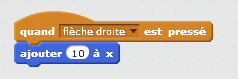 quand flèche droite est pressé
ajouter 10 à x